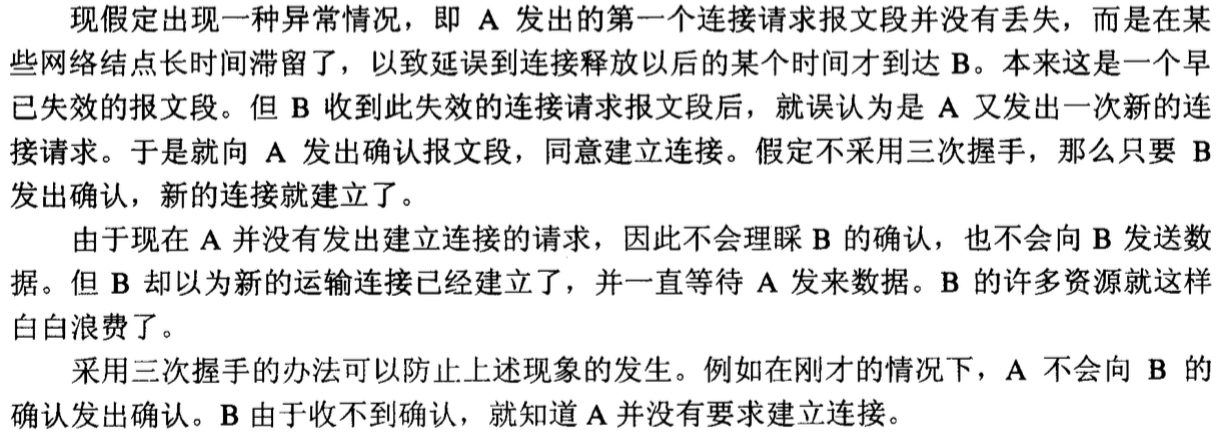 现假定出现一种异常情况，即 A 发出的第一个连接请求报文段并没有丢失，而是在某
些网络结点长时间滞留了，以致延误到连接释放以后的某个时间才到达 B。本来这是一个早
已失效的报文段。但 B 收到此失效的连接请求报文段后，就误认为是 A 又发出一次新的连
接请求。于是就向 A 发出确认报文段，同意建立连接。假定不采用三次握手，那么只要 B
发出确认，新的连接就建立了。
由于现在 A 并没有发出建立连接的请求，因此不会理睬 B 的确认，也不会向 B 发送数
据。但 B 却以为新的运输连接已经建立了，并一直等待 A 发来数据。B 的许多资源就这样
白白浪费了。
采用三次握手的办法可以防止上述现象的发生。例如在刚才的情况下，A 不会向 B 的
确认发出确认。B 由于收不到确认，就知道 A 并没有要求建立连接。